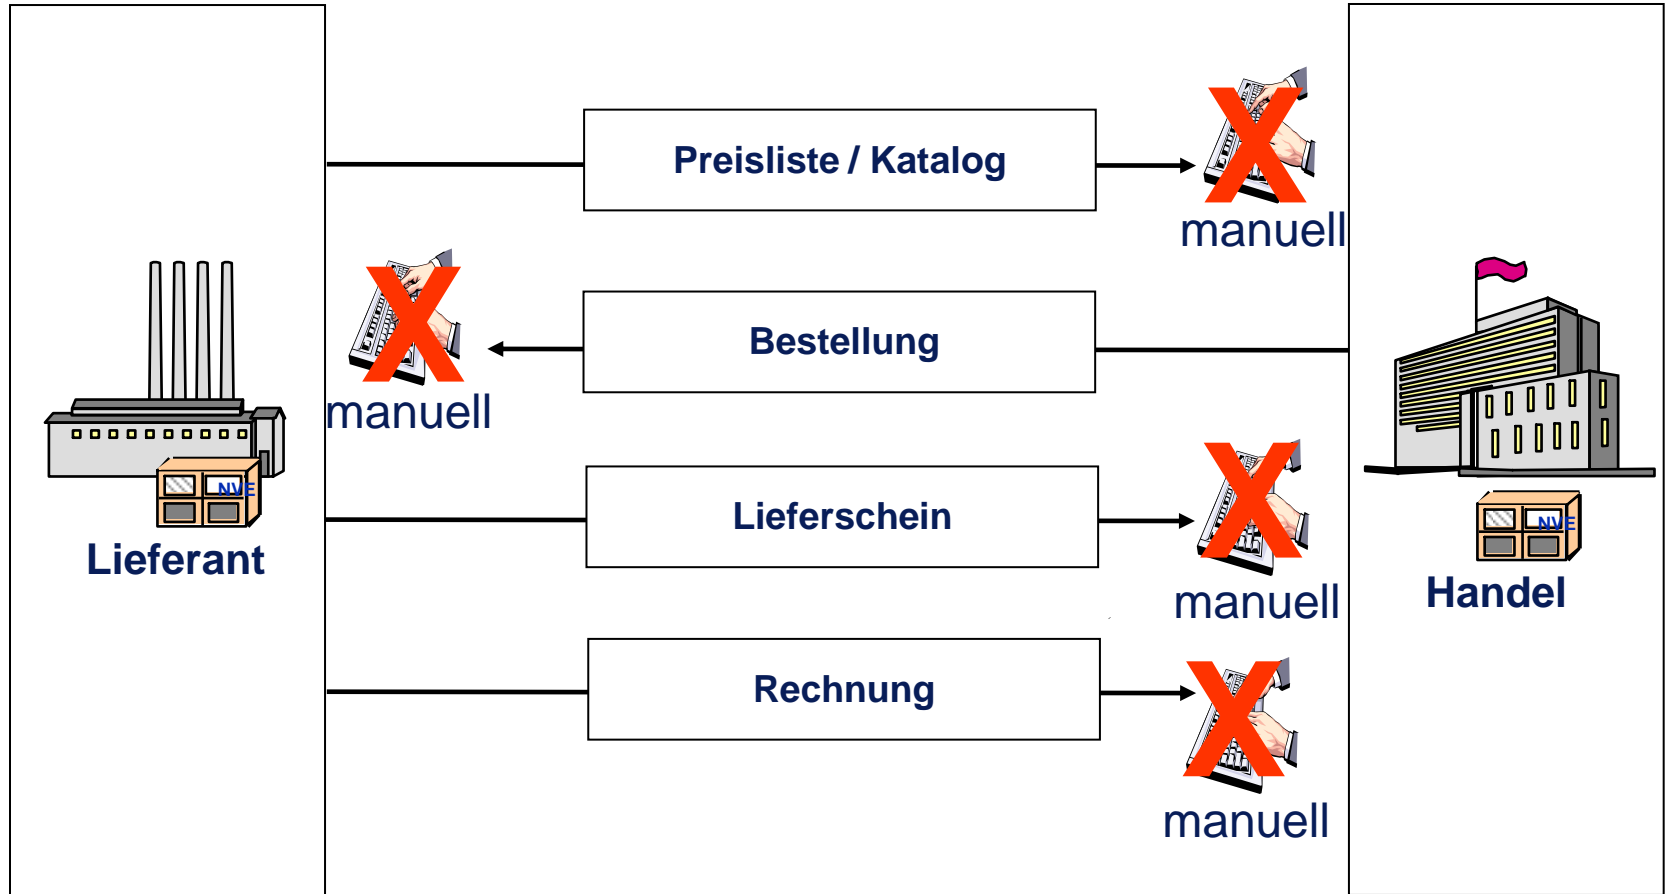 Preisliste / Katalog
manuell
Bestellung
manuell
NVE
Lieferschein
NVE
Lieferant
manuell
Handel
Rechnung
manuell